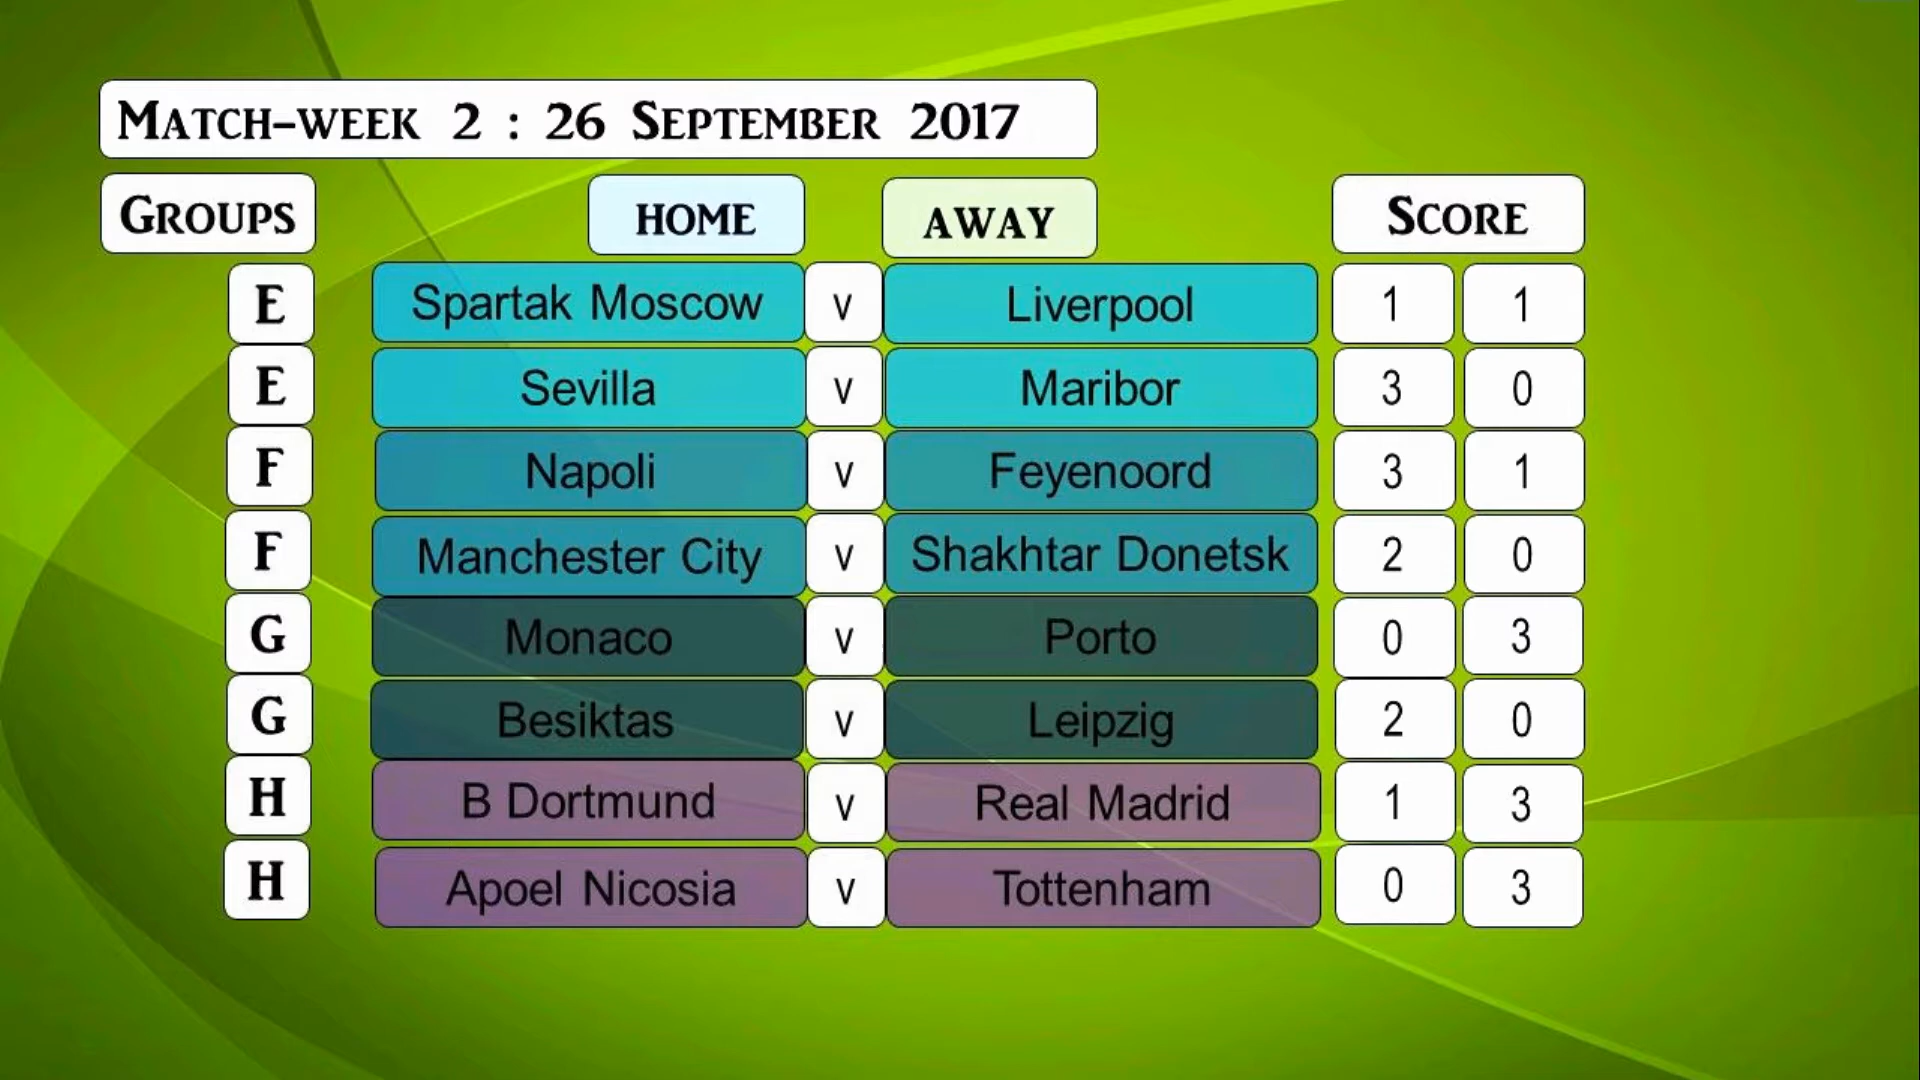 Match-week 2 : 26 September 2017
Groups HOME AWAY Score
E Spartak Moscow v Liverpool 1 1
E Sevilla v Maribor 3 0
F Napoli v Feyenoord 3 1
F Manchester City v Shakhtar Donetsk 2 0
G Monaco v Porto 0 3
G Besiktas v Leipzig 2 0
H B Dortmund v Real Madrid 1 3
H Apoel Nicosia v Tottenham 0 3